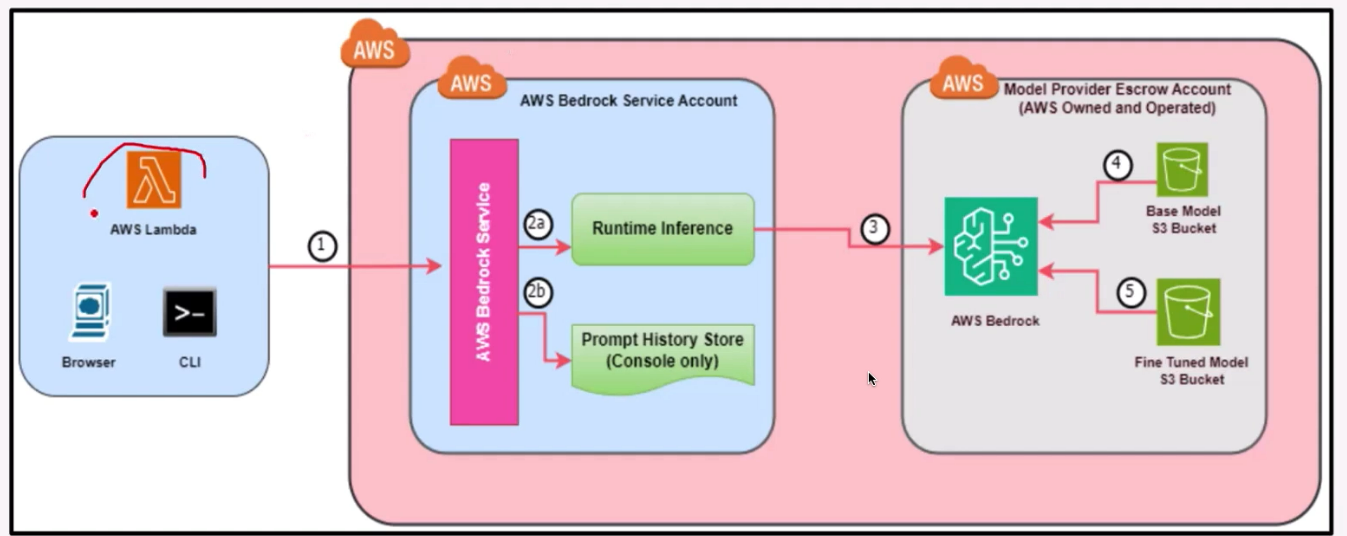 AWS
AWS
AWS Bedrock Service Account
AWS
Model Provider Escrow Account
(AWS Owned and Operated)
AWS Lambda
Browser
>-
CLI
1
AWS Bedrock Service
2a
Runtime Inference
2b
Prompt History Store
(Console only)
3
AWS Bedrock
4
Base Model
S3 Bucket
5
Fine Tuned Model
S3 Bucket